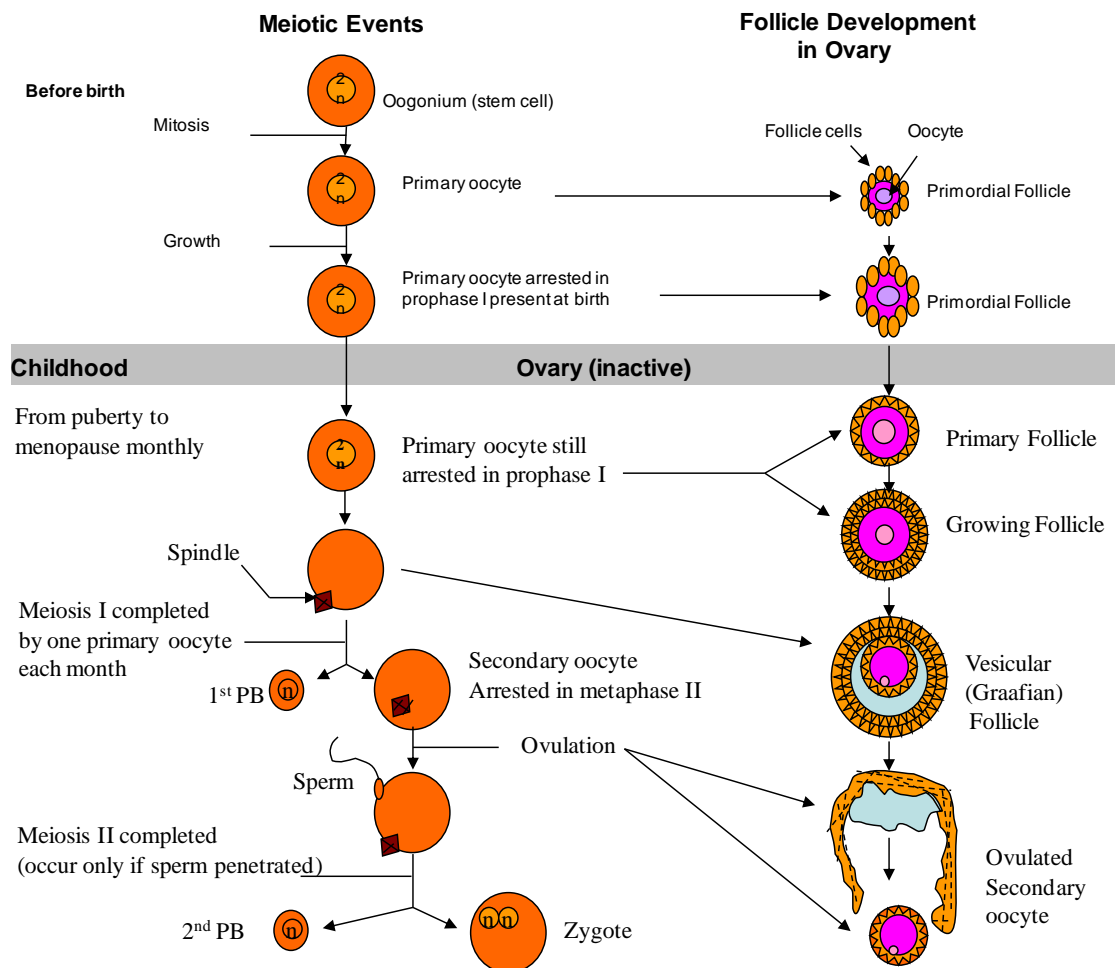 Meiotic Events
Follicle Development
in Ovary
Before birth
2
n
Oogonium (stem cell)
Mitosis
Follicle cells
Oocyte
2
n
Primary oocyte
Primordial Follicle
Growth
2
n
Primary oocyte arrested in
prophase I present at birth
Primordial Follicle
Childhood
Ovary (inactive)
From puberty to
menopause monthly
2
n
Primary oocyte still
arrested in prophase I
Primary Follicle
Growing Follicle
Spindle
Meiosis I completed
by one primary oocyte
each month
1st PB
n
Secondary oocyte
Arrested in metaphase II
Vesicular
(Graafian)
Follicle
Ovulation
Sperm
Meiosis II completed
(occur only if sperm penetrated)
Ovulated
Secondary
oocyte
2nd PB
n
n n
Zygote